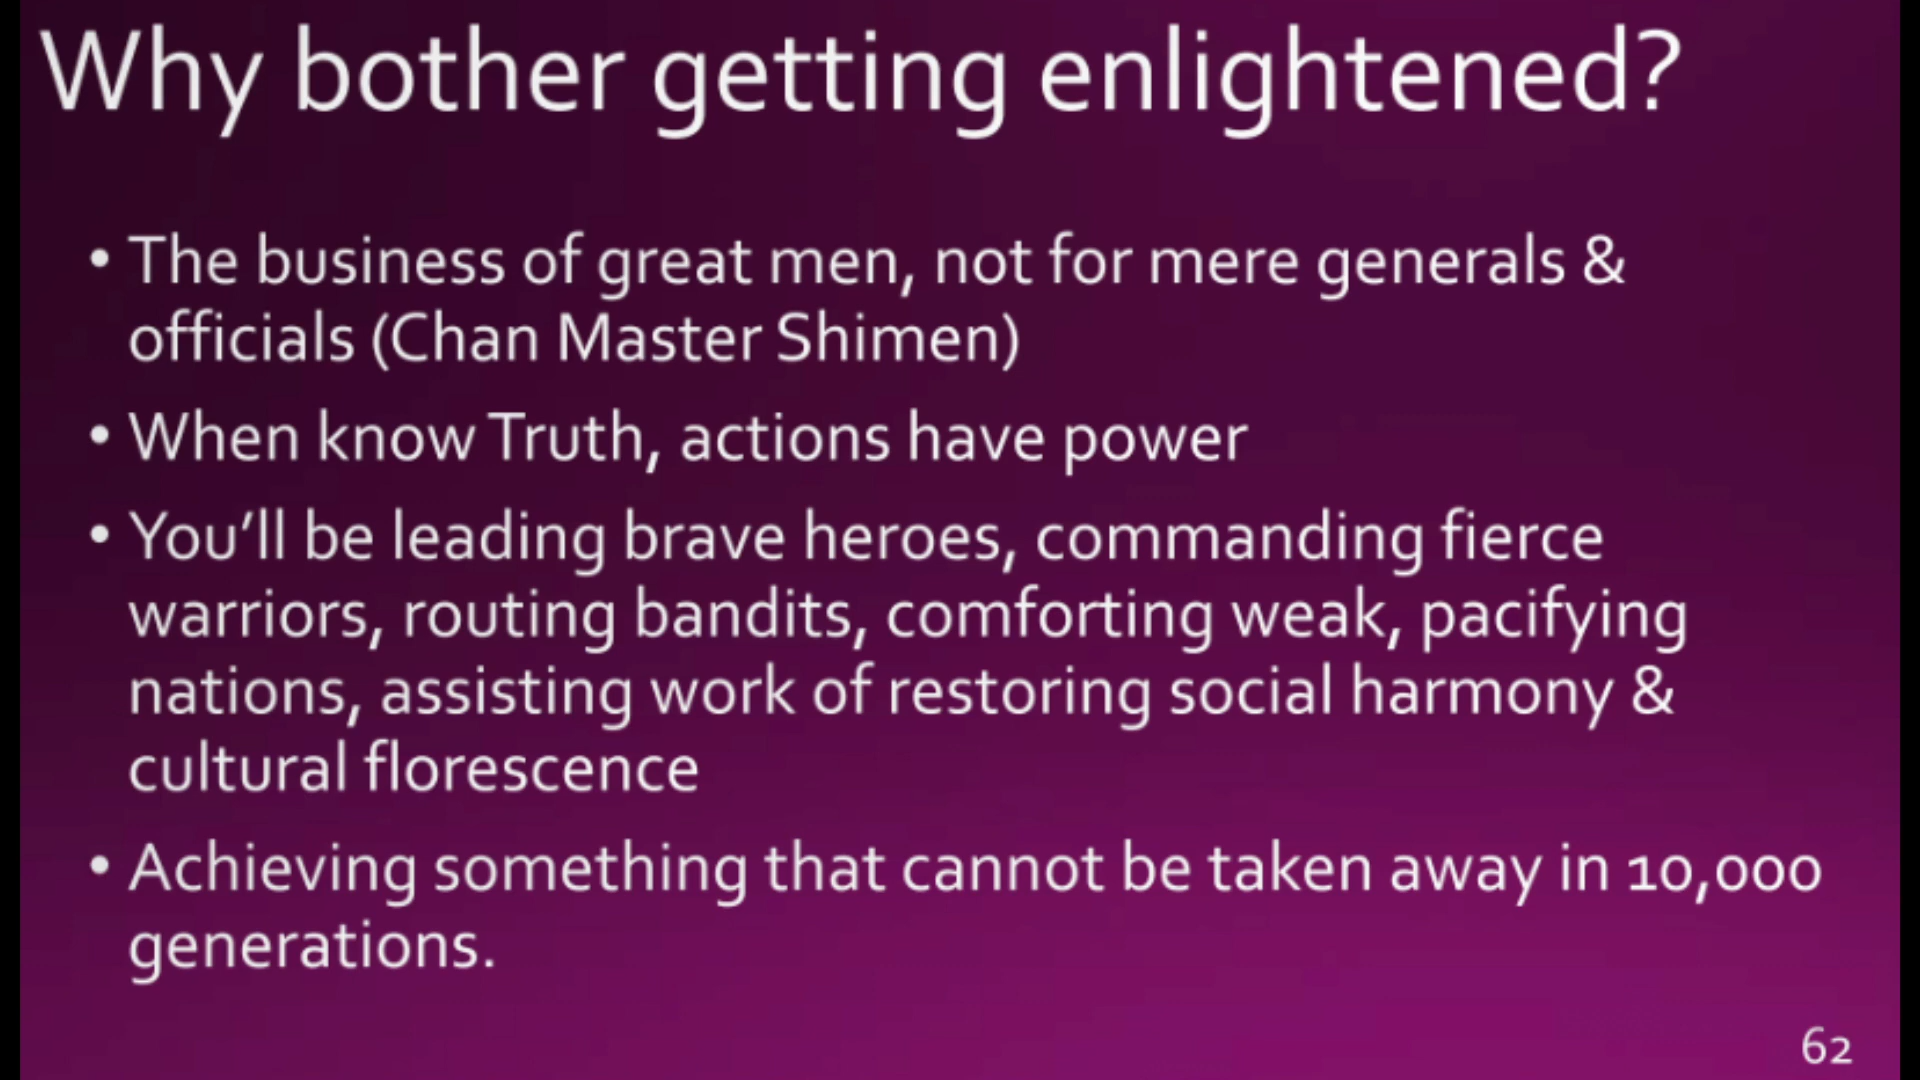 Why bother getting enlightened?
• The business of great men, not for mere generals &
officials (Chan Master Shimen)
• When know Truth, actions have power
• You’ll be leading brave heroes, commanding fierce
warriors, routing bandits, comforting weak, pacifying
nations, assisting work of restoring social harmony &
cultural florescence
• Achieving something that cannot be taken away in 10,000
generations.
62